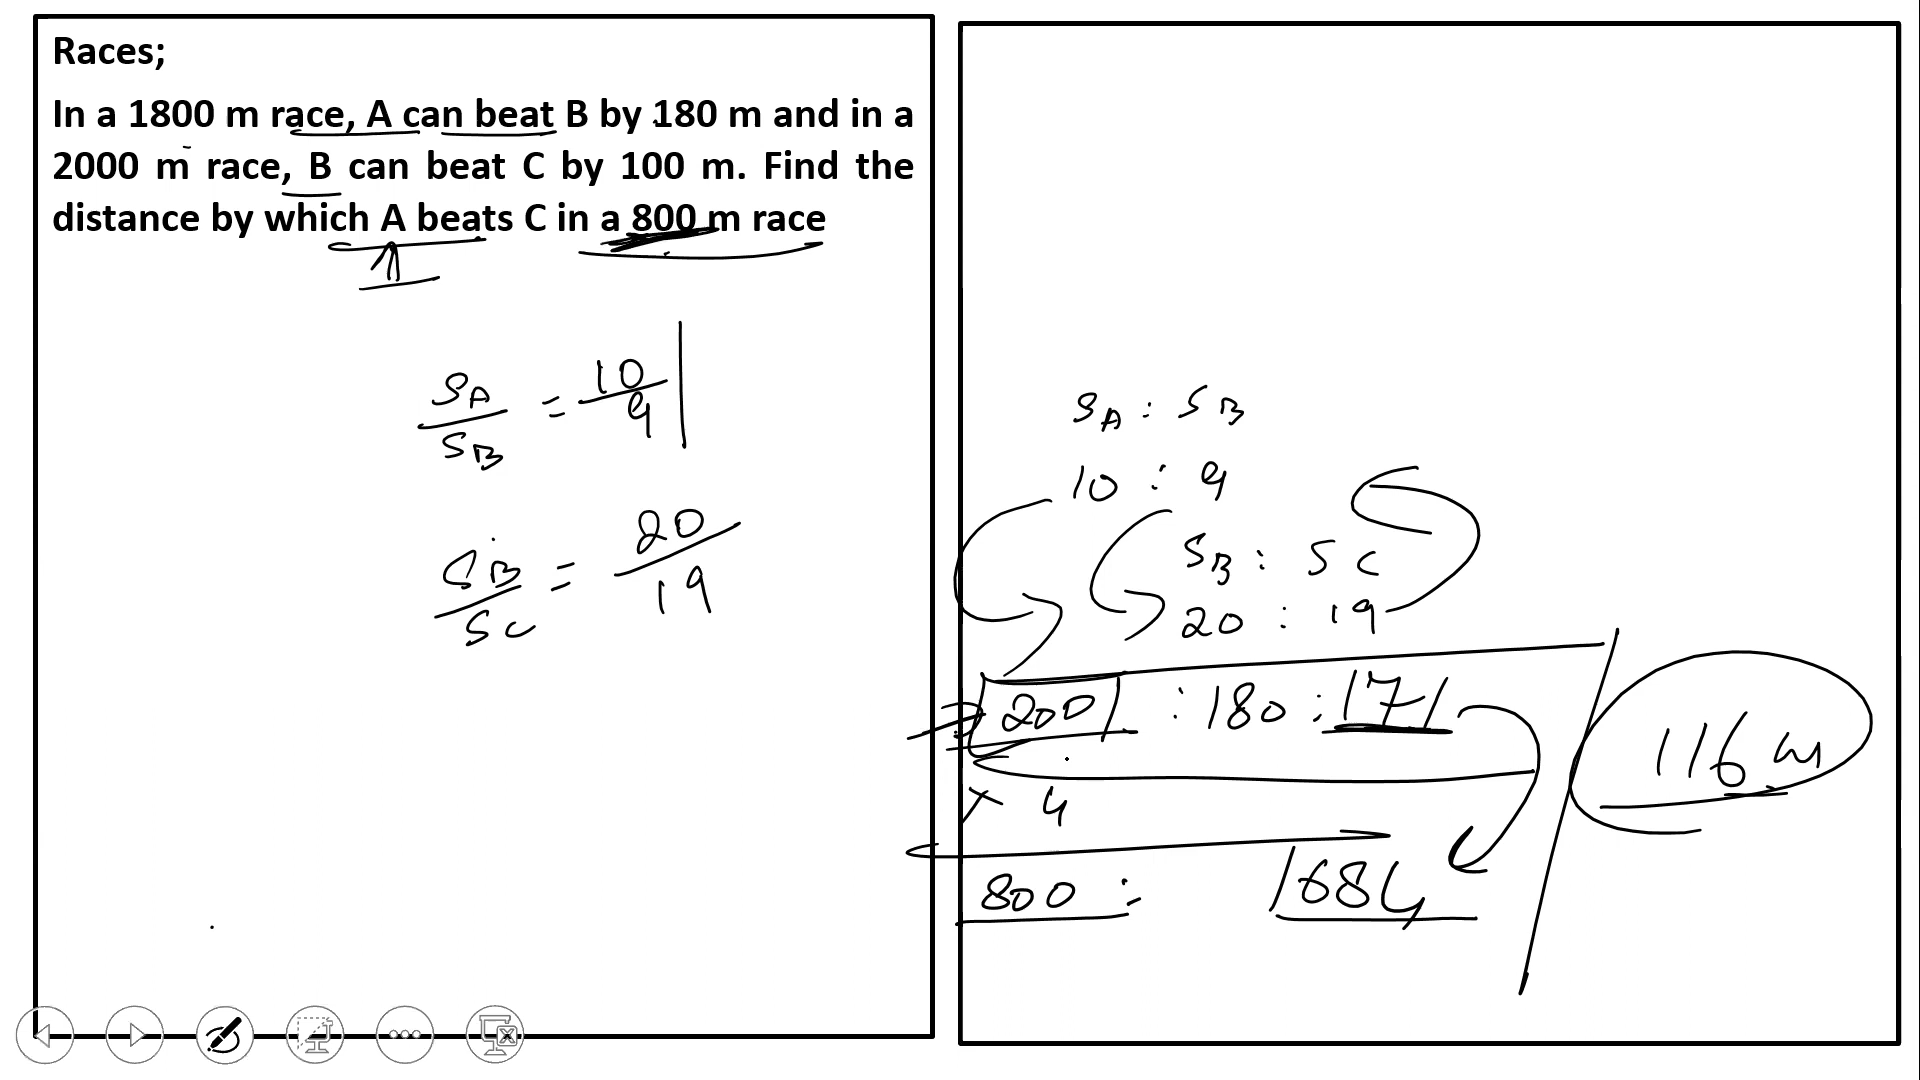 Races;
In a 1800 m race, A can beat B by 180 m and in a
2000 m race, B can beat C by 100 m. Find the
distance by which A beats C in a 800 m race
SA/SB = 10/9
SB/SC = 20/19
SA : SB
10 : 9
SB : SC
20 : 19
200 : 180 : 171
× 4
800 : 1684
116 m